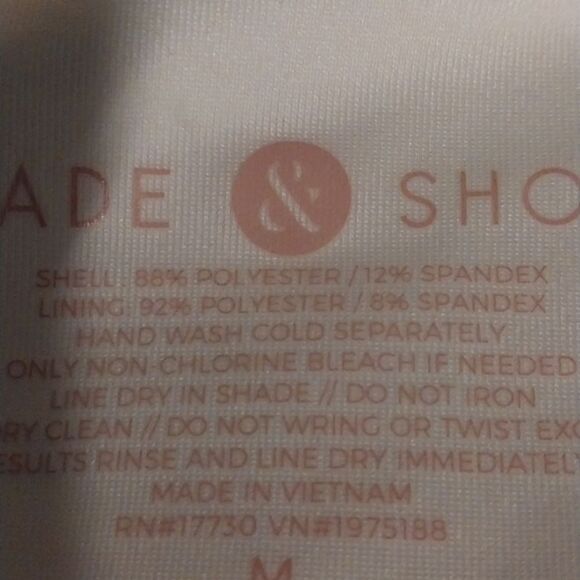 ADE & SHO
SHELL: 88% POLYESTER / 12% SPANDEX
LINING: 92% POLYESTER / 8% SPANDEX
HAND WASH COLD SEPARATELY
ONLY NON-CHLORINE BLEACH IF NEEDED
LINE DRY IN SHADE // DO NOT IRON
RY CLEAN // DO NOT WRING OR TWIST EXC
ESULTS RINSE AND LINE DRY IMMEDIATELY
MADE IN VIETNAM
RN#17730 VN#1975188
M